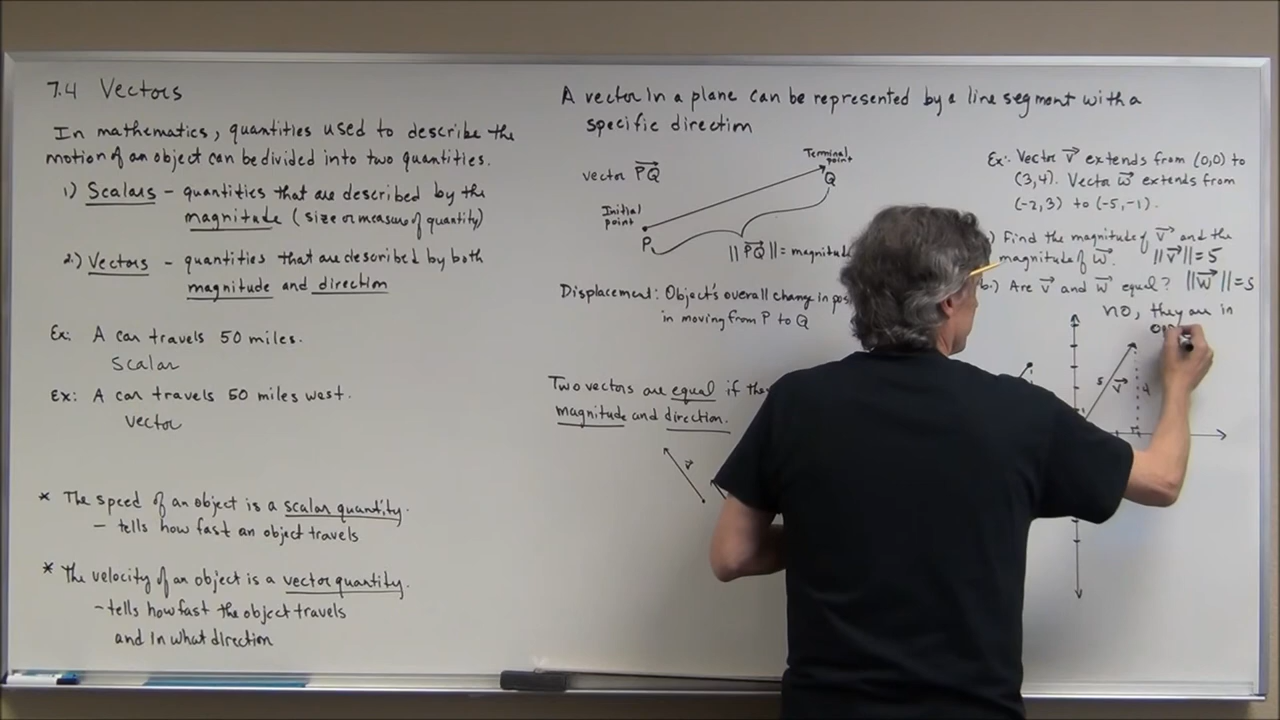 7.4 Vectors
In mathematics, quantities used to describe the
motion of an object can be divided into two quantities.
1) Scalars - quantities that are described by the
magnitude (size or measure of quantity)
2.) Vectors - quantities that are described by both
magnitude and direction
Ex: A car travels 50 miles.
scalar
Ex: A car travels 50 miles west.
vector
* The speed of an object is a scalar quantity.
- tells how fast an object travels
* The velocity of an object is a vector quantity.
- tells how fast the object travels
and in what direction
A vector in a plane can be represented by a line segment with a
specific direction
vector PQ⃗
Terminal
point
Q
Initial
point
P
||PQ⃗|| = magnitude
Displacement: Object's overall change in pos
in moving from P to Q
Two vectors are equal if the
magnitude and direction.
v⃗
Ex: Vector v⃗ extends from (0,0) to
(3,4). Vector w⃗ extends from
(-2,3) to (-5,-1).
) Find the magnitude of v⃗ and the
magnitude of w⃗. ||v⃗|| = 5
b.) Are v⃗ and w⃗ equal? ||w⃗|| = 5
no, they are in
5 v⃗ 4